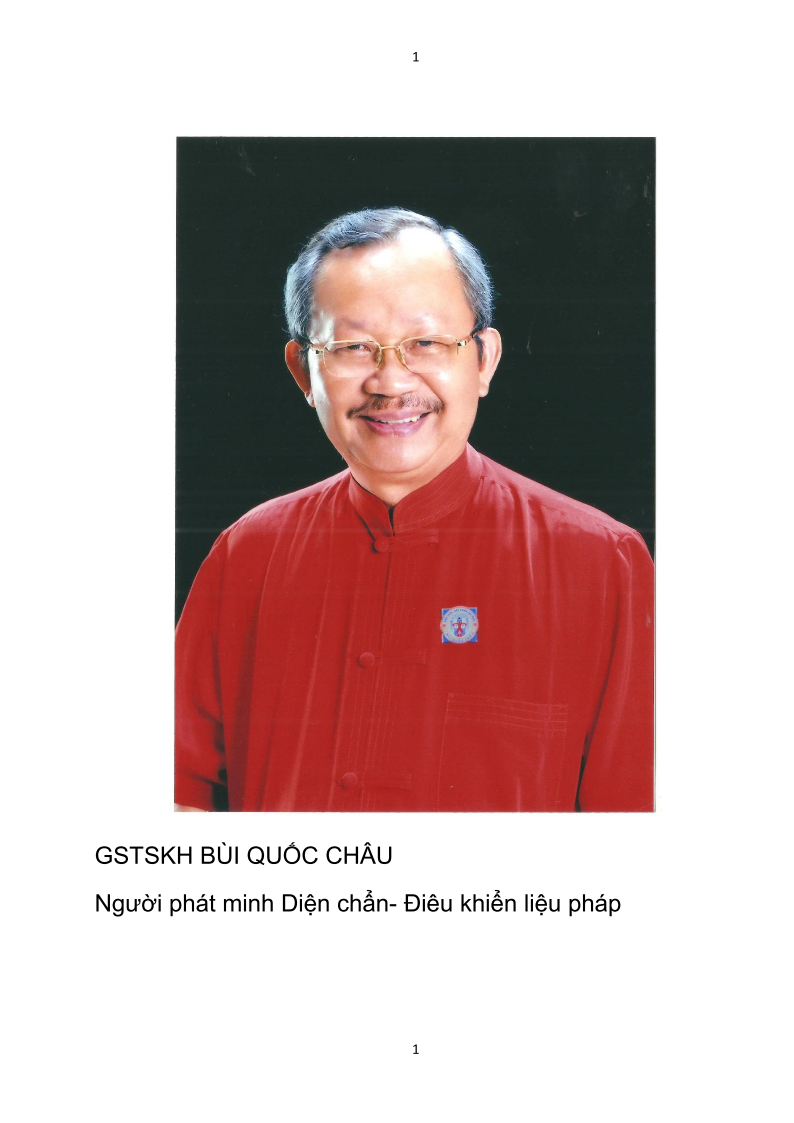 1
GSTSKH BÙI QUỐC CHÂU
Người phát minh Diện chẩn- Điêu khiển liệu pháp
1